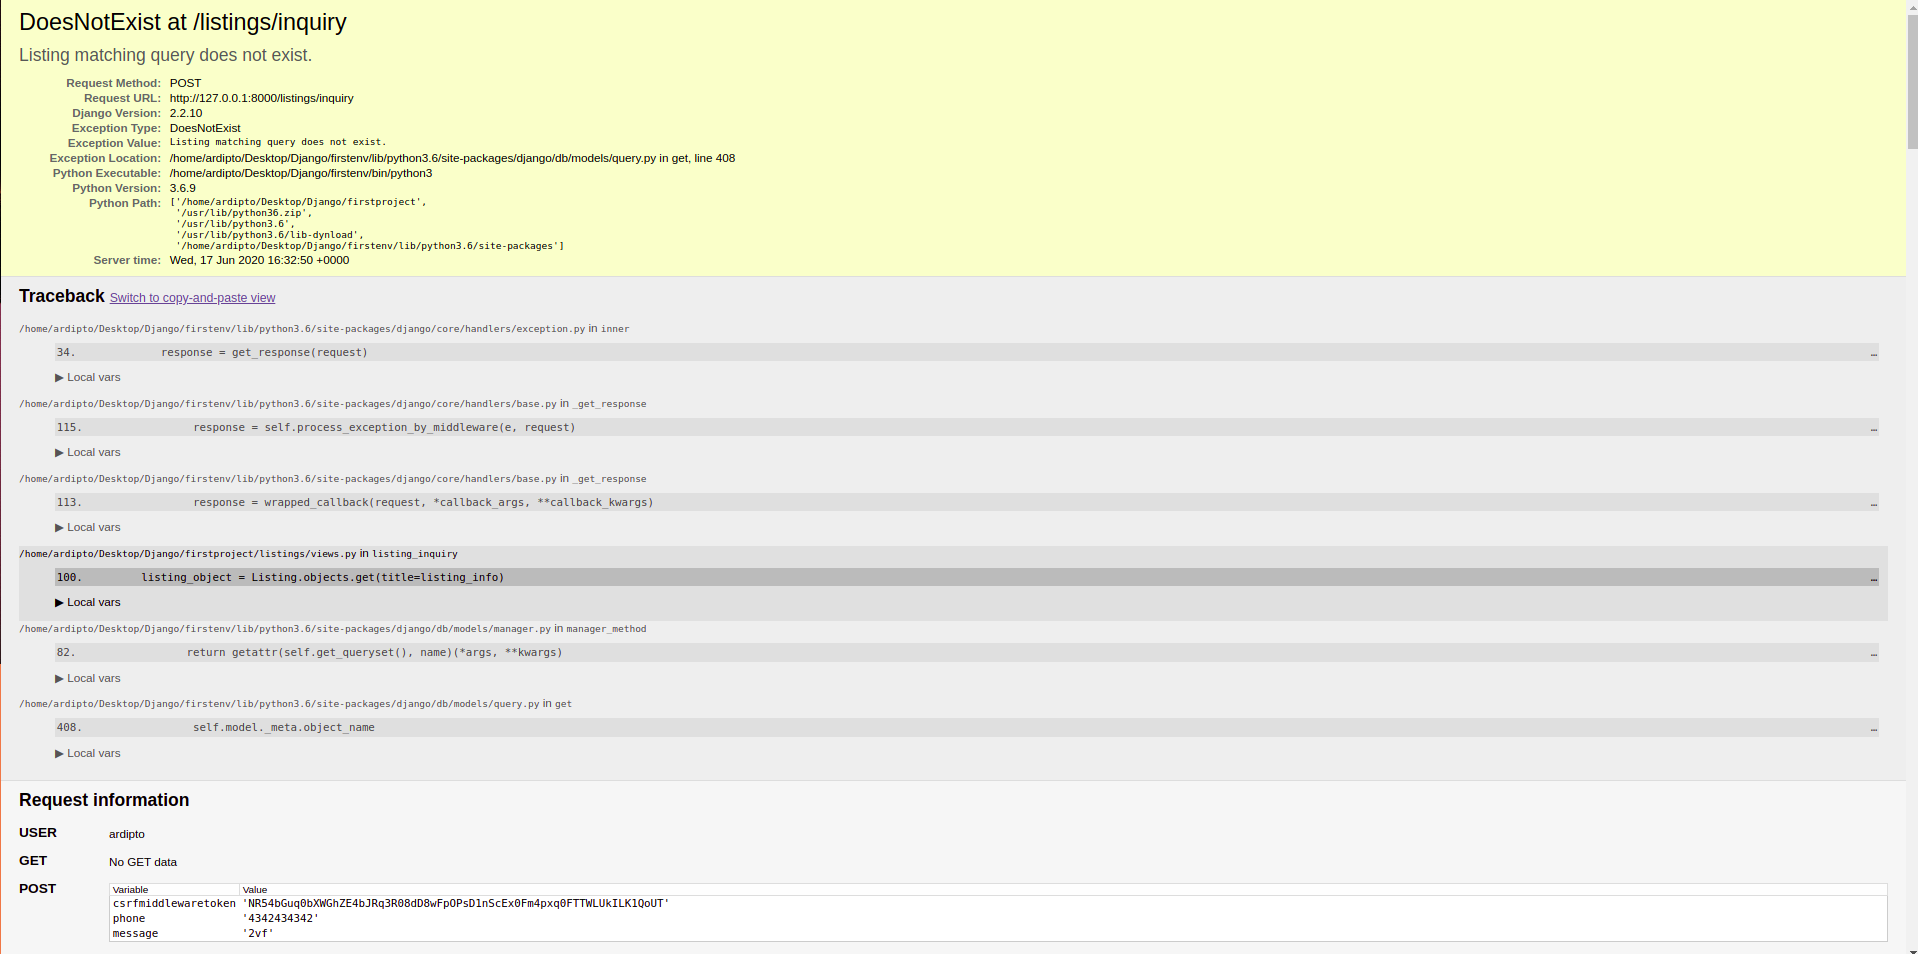 DoesNotExist at /listings/inquiry
Listing matching query does not exist.
Request Method: POST
Request URL: http://127.0.0.1:8000/listings/inquiry
Django Version: 2.2.10
Exception Type: DoesNotExist
Exception Value: Listing matching query does not exist.
Exception Location: /home/ardipto/Desktop/Django/firstenv/lib/python3.6/site-packages/django/db/models/query.py in get, line 408
Python Executable: /home/ardipto/Desktop/Django/firstenv/bin/python3
Python Version: 3.6.9
Python Path: ['/home/ardipto/Desktop/Django/firstproject',
'/usr/lib/python36.zip',
'/usr/lib/python3.6',
'/usr/lib/python3.6/lib-dynload',
'/home/ardipto/Desktop/Django/firstenv/lib/python3.6/site-packages']
Server time: Wed, 17 Jun 2020 16:32:50 +0000
Traceback Switch to copy-and-paste view
/home/ardipto/Desktop/Django/firstenv/lib/python3.6/site-packages/django/core/handlers/exception.py in inner
34. response = get_response(request) …
▶ Local vars
/home/ardipto/Desktop/Django/firstenv/lib/python3.6/site-packages/django/core/handlers/base.py in _get_response
115. response = self.process_exception_by_middleware(e, request) …
▶ Local vars
/home/ardipto/Desktop/Django/firstenv/lib/python3.6/site-packages/django/core/handlers/base.py in _get_response
113. response = wrapped_callback(request, *callback_args, **callback_kwargs) …
▶ Local vars
/home/ardipto/Desktop/Django/firstproject/listings/views.py in listing_inquiry
100. listing_object = Listing.objects.get(title=listing_info) …
▶ Local vars
/home/ardipto/Desktop/Django/firstenv/lib/python3.6/site-packages/django/db/models/manager.py in manager_method
82. return getattr(self.get_queryset(), name)(*args, **kwargs) …
▶ Local vars
/home/ardipto/Desktop/Django/firstenv/lib/python3.6/site-packages/django/db/models/query.py in get
408. self.model._meta.object_name …
▶ Local vars
Request information
USER ardipto
GET No GET data
POST
Variable Value
csrfmiddlewaretoken 'NR54bGuq0bXWGhZE4bJRq3R08dD8wFpOPsD1nScEx0Fm4pxq0FTTWLUkILK1QoUT'
phone '4342434342'
message '2vf'